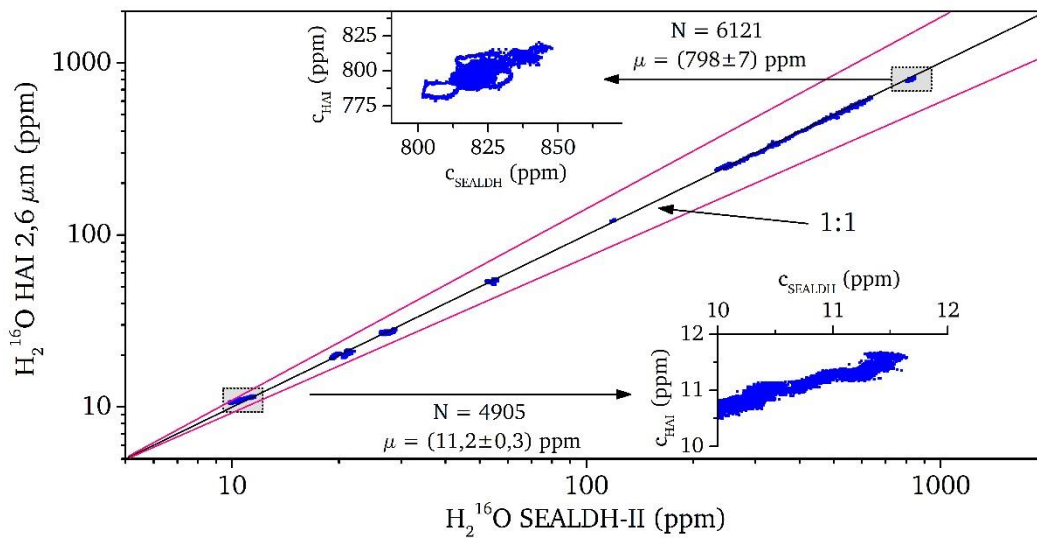 H₂¹⁶O HAI 2,6 µm (ppm)
1000
100
10
10
100
1000
H₂¹⁶O SEALDH-II (ppm)
c_HAI (ppm)
825
800
775
800
825
850
c_SEALDH (ppm)
N = 6121
µ = (798±7) ppm
1:1
c_SEALDH (ppm)
10
11
12
12
11
10
c_HAI (ppm)
N = 4905
µ = (11,2±0,3) ppm